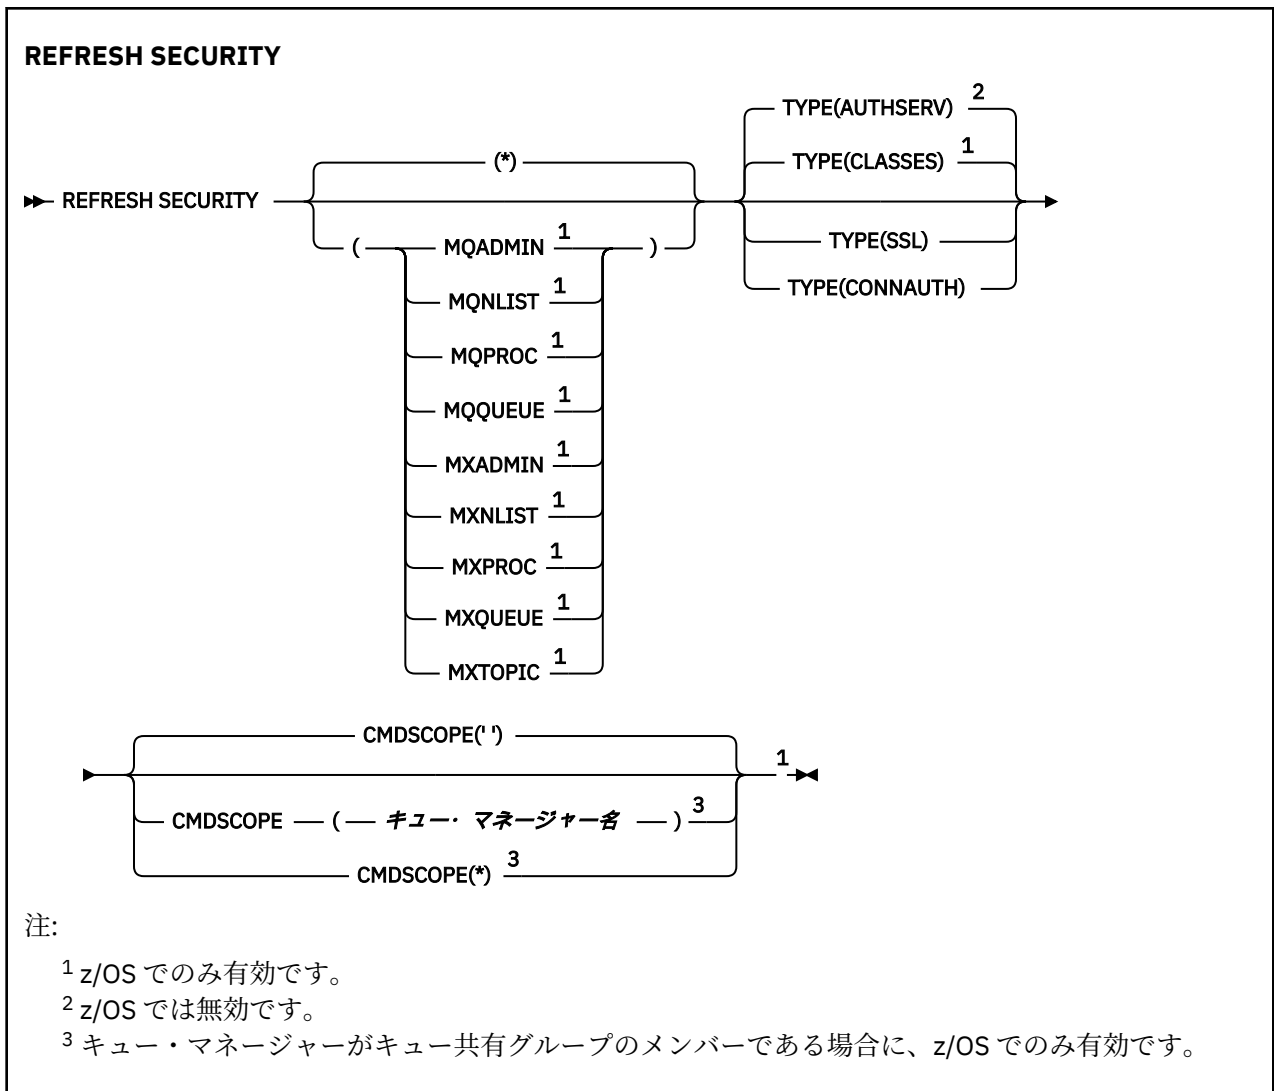 REFRESH SECURITY
REFRESH SECURITY
(*)
( MQADMIN 1 )
MQNLIST 1
MQPROC 1
MQQUEUE 1
MXADMIN 1
MXNLIST 1
MXPROC 1
MXQUEUE 1
MXTOPIC 1
TYPE(AUTHSERV) 2
TYPE(CLASSES) 1
TYPE(SSL)
TYPE(CONNAUTH)
CMDSCOPE(' ')
1
CMDSCOPE ( キュー・ マネージャー名 ) 3
CMDSCOPE(*) 3
注:
1 z/OS でのみ有効です。
2 z/OS では無効です。
3 キュー・マネージャーがキュー共有グループのメンバーである場合に、z/OS でのみ有効です。